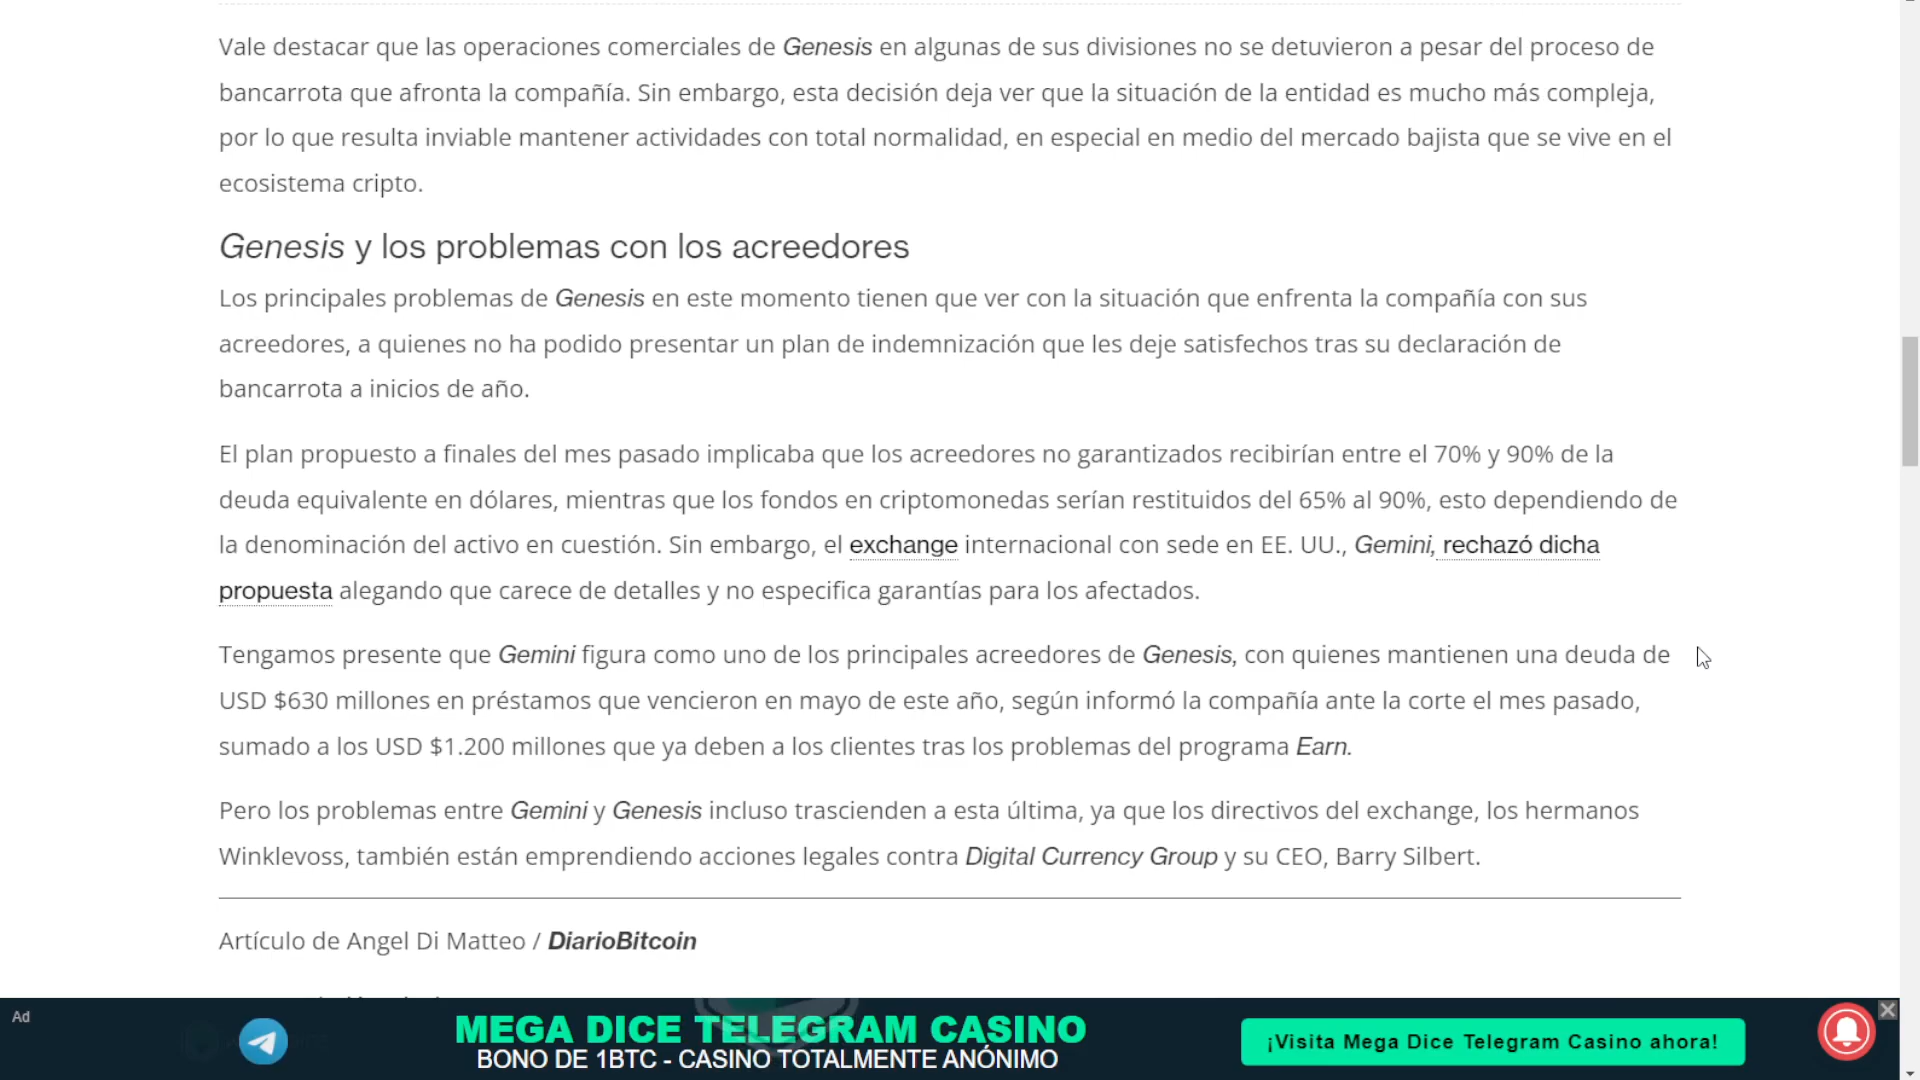 Vale destacar que las operaciones comerciales de Genesis en algunas de sus divisiones no se detuvieron a pesar del proceso de
bancarrota que afronta la compañía. Sin embargo, esta decisión deja ver que la situación de la entidad es mucho más compleja,
por lo que resulta inviable mantener actividades con total normalidad, en especial en medio del mercado bajista que se vive en el
ecosistema cripto.
Genesis y los problemas con los acreedores
Los principales problemas de Genesis en este momento tienen que ver con la situación que enfrenta la compañía con sus
acreedores, a quienes no ha podido presentar un plan de indemnización que les deje satisfechos tras su declaración de
bancarrota a inicios de año.
El plan propuesto a finales del mes pasado implicaba que los acreedores no garantizados recibirían entre el 70% y 90% de la
deuda equivalente en dólares, mientras que los fondos en criptomonedas serían restituidos del 65% al 90%, esto dependiendo de
la denominación del activo en cuestión. Sin embargo, el exchange internacional con sede en EE. UU., Gemini, rechazó dicha
propuesta alegando que carece de detalles y no especifica garantías para los afectados.
Tengamos presente que Gemini figura como uno de los principales acreedores de Genesis, con quienes mantienen una deuda de
USD $630 millones en préstamos que vencieron en mayo de este año, según informó la compañía ante la corte el mes pasado,
sumado a los USD $1.200 millones que ya deben a los clientes tras los problemas del programa Earn.
Pero los problemas entre Gemini y Genesis incluso trascienden a esta última, ya que los directivos del exchange, los hermanos
Winklevoss, también están emprendiendo acciones legales contra Digital Currency Group y su CEO, Barry Silbert.
Artículo de Angel Di Matteo / DiarioBitcoin
Ad
MEGA DICE TELEGRAM CASINO
BONO DE 1BTC - CASINO TOTALMENTE ANÓNIMO
¡Visita Mega Dice Telegram Casino ahora!